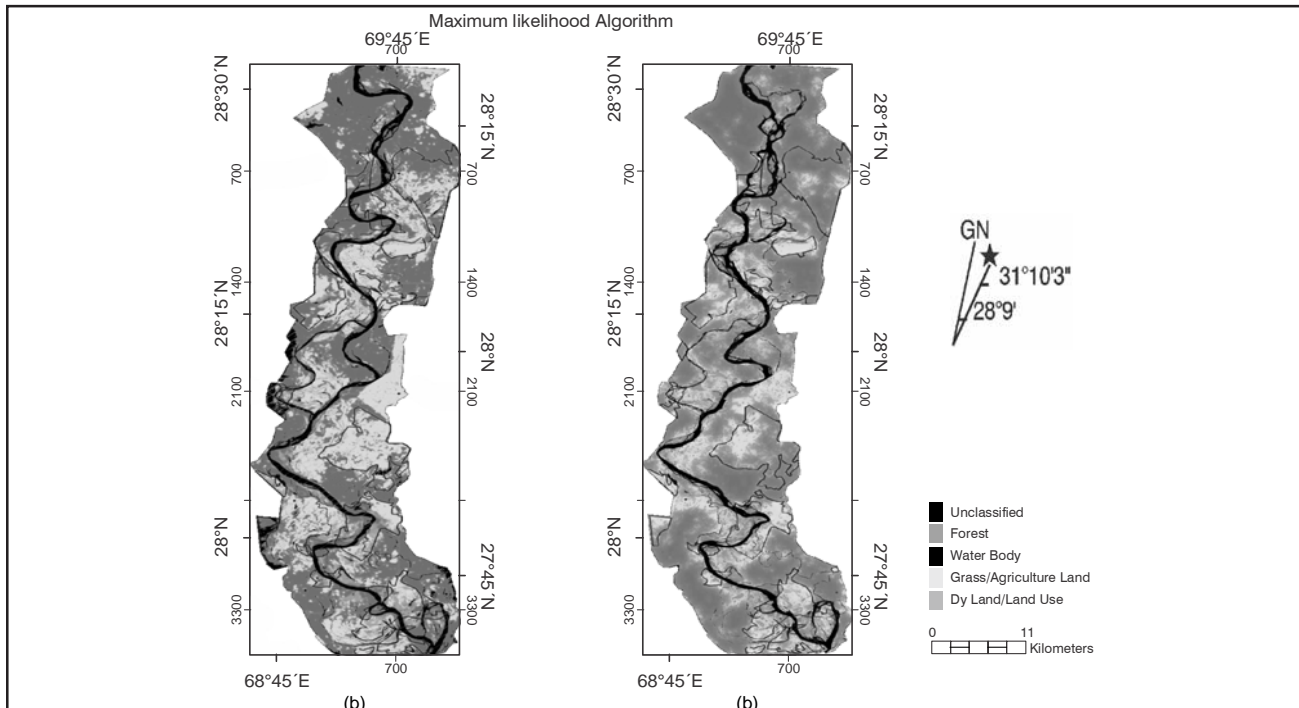 Maximum likelihood Algorithm
69°45´E
700
69°45´E
700
28°30´N
28°15´N
700
700
28°15´N
1400
1400
28°N
2100
2100
28°N
27°45´N
3300
3300
68°45´E
700
(b)
28°30´N
28°15´N
700
700
28°15´N
1400
1400
28°N
2100
2100
28°N
27°45´N
3300
3300
68°45´E
700
(b)
GN
31°10'3"
28°9'
Unclassified
Forest
Water Body
Grass/Agriculture Land
Dy Land/Land Use
0 11
Kilometers